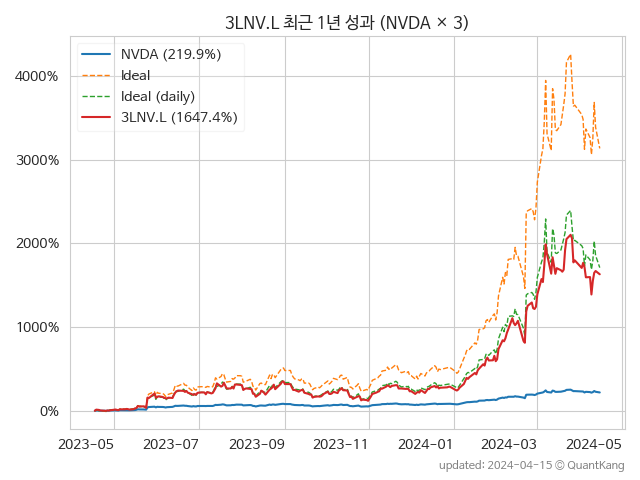 3LNV.L 최근 1년 성과 (NVDA × 3)
NVDA (219.9%)
Ideal
Ideal (daily)
3LNV.L (1647.4%)
4000%
3000%
2000%
1000%
0%
2023-05 2023-07 2023-09 2023-11 2024-01 2024-03 2024-05
updated: 2024-04-15 © QuantKang